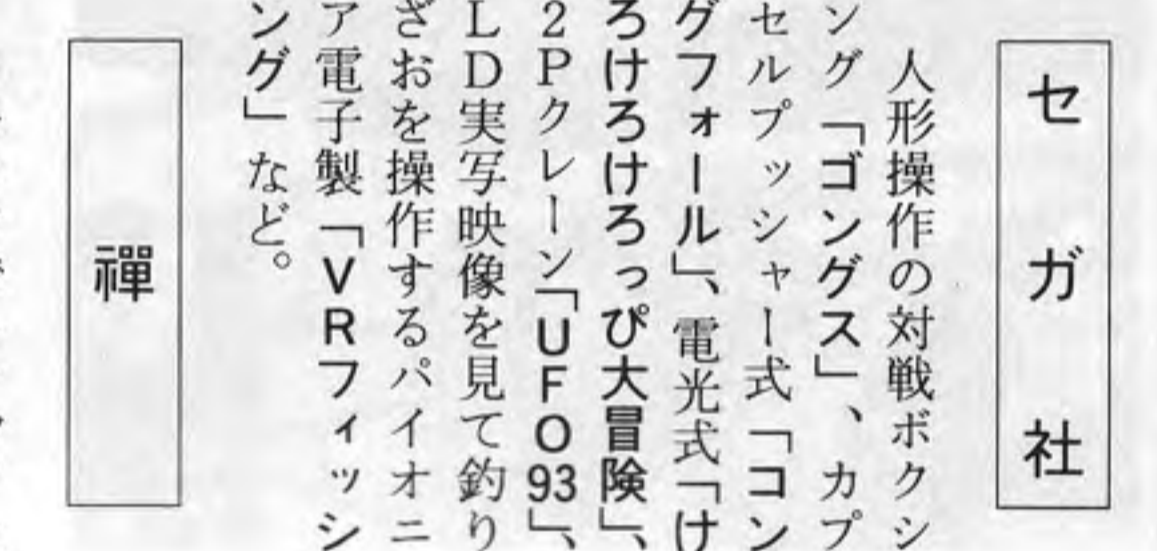 セガ社
人形操作の対戦ボクシ
ング「ゴングス」、カプ
セルプッシャー式「コン
グフォール」、電光式「け
ろけろけろっぴ大冒険」、
2Pクレーン「UFO93」、
LD実写映像を見て釣り
ざおを操作するパイオニ
ア電子製「VRフィッシ
ング」など。
禪